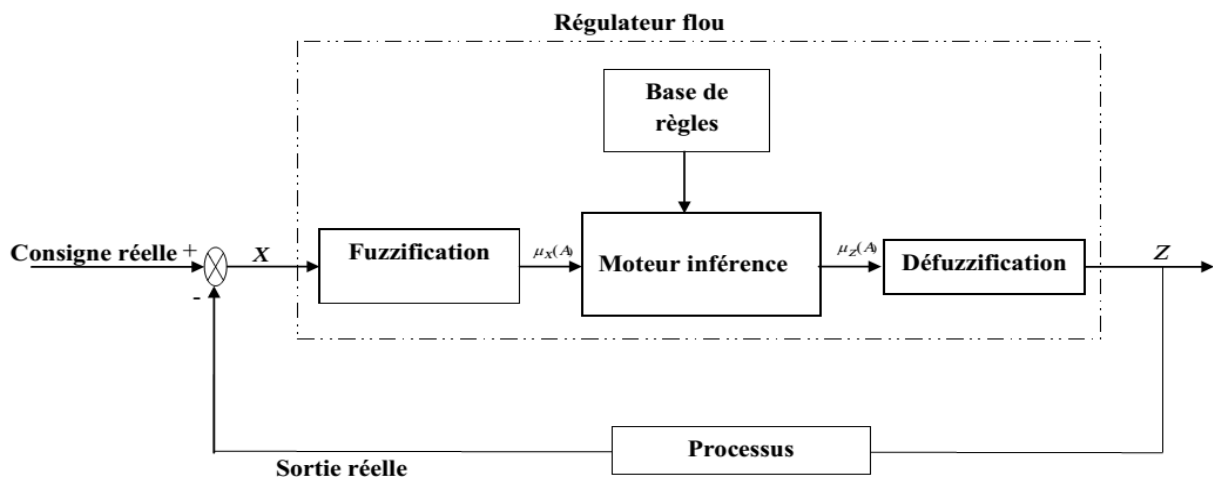 Régulateur flou
Base de
règles
Consigne réelle +
-
X
Fuzzification
μX(A)
Moteur inférence
μZ(A)
Défuzzification
Z
Processus
Sortie réelle